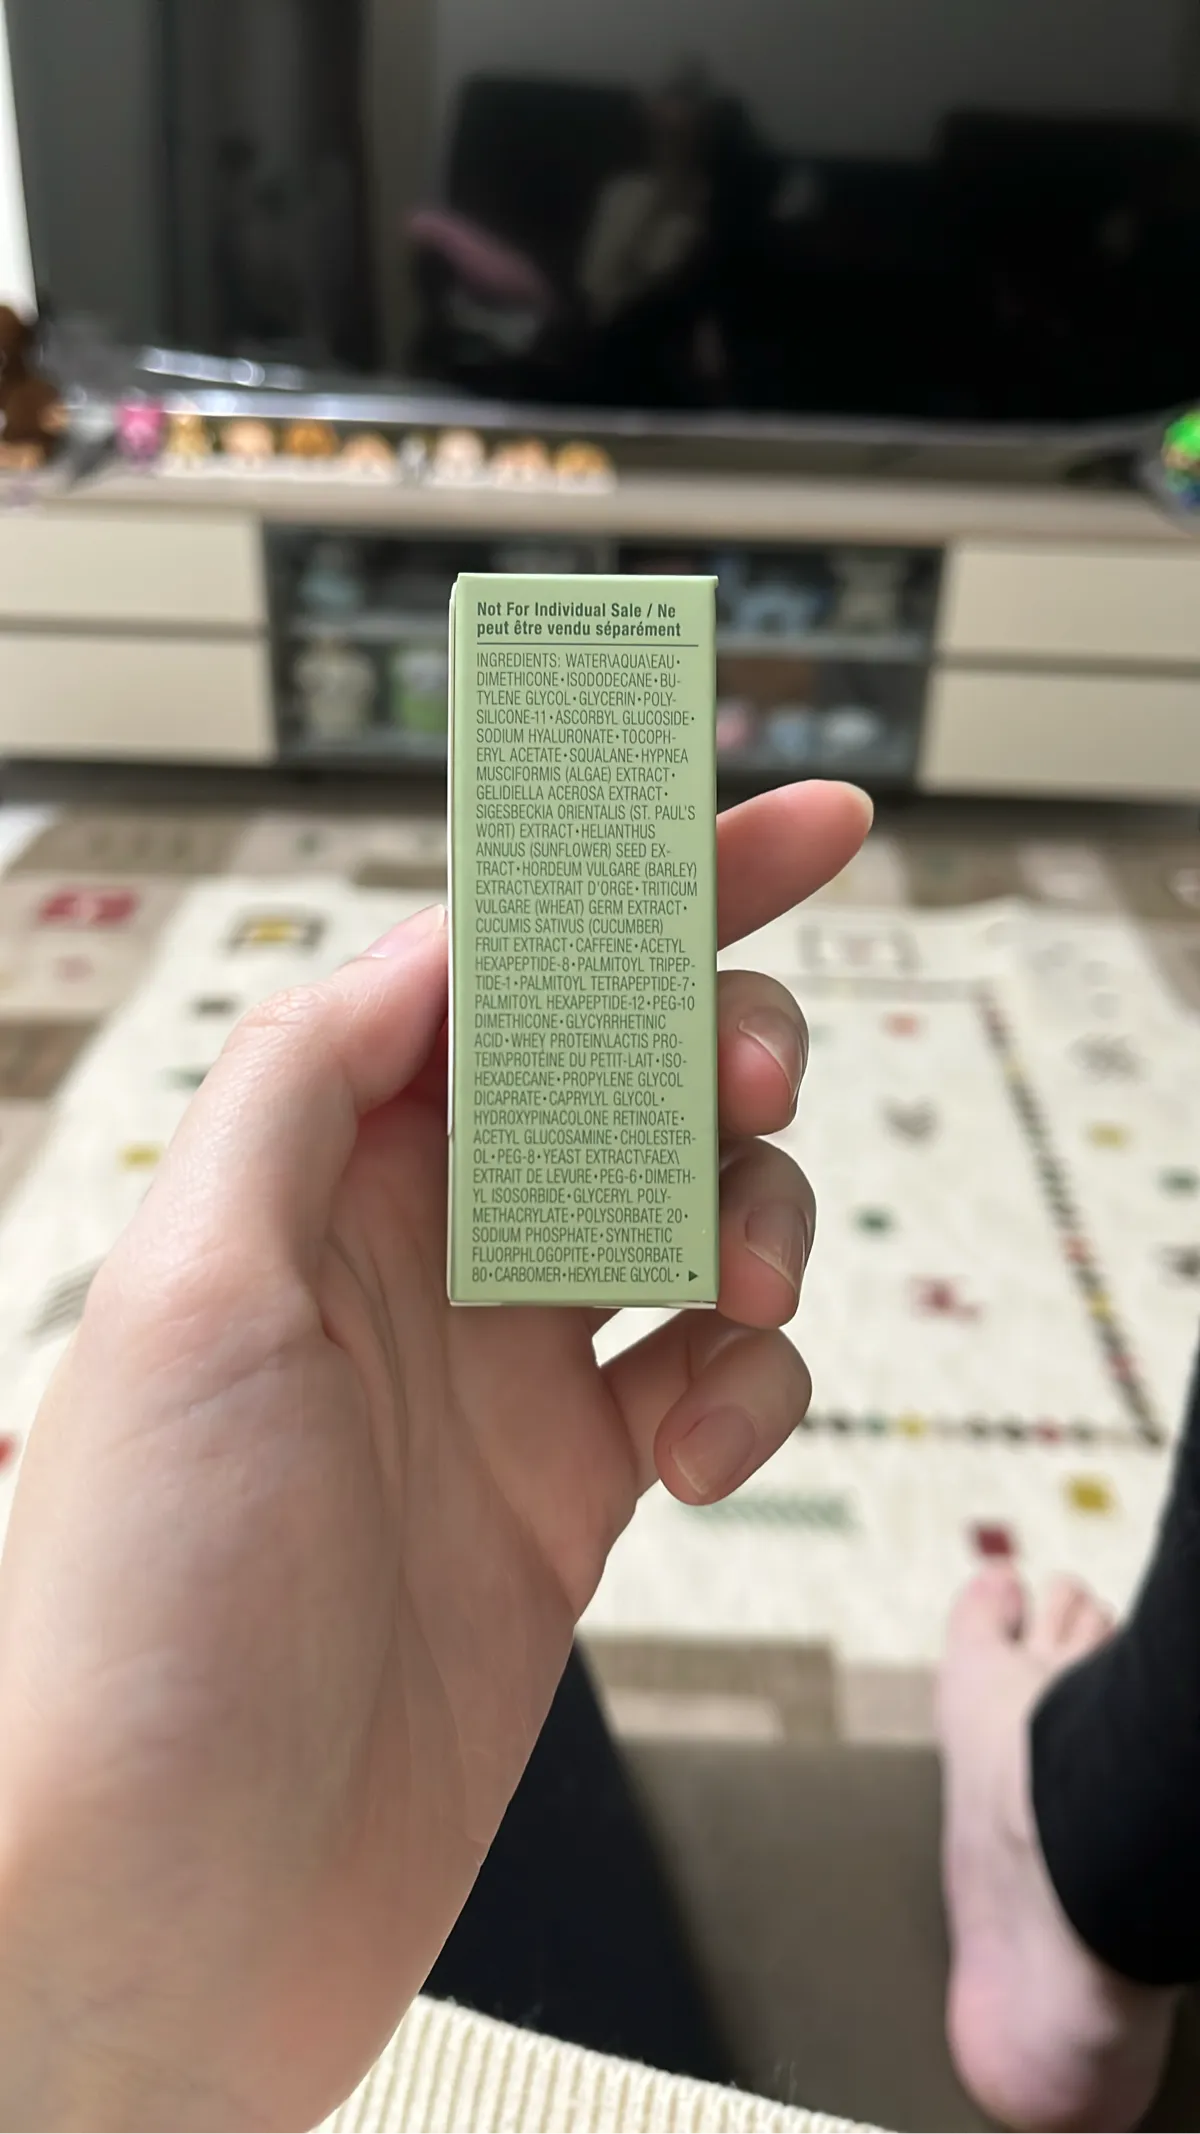 Not For Individual Sale / Ne
peut être vendu séparément
INGREDIENTS: WATER\AQUA\EAU•
DIMETHICONE•ISODODECANE•BU-
TYLENE GLYCOL•GLYCERIN•POLY-
SILICONE-11•ASCORBYL GLUCOSIDE•
SODIUM HYALURONATE•TOCOPH-
ERYL ACETATE•SQUALANE•HYPNEA
MUSCIFORMIS (ALGAE) EXTRACT•
GELIDIELLA ACEROSA EXTRACT•
SIGESBECKIA ORIENTALIS (ST. PAUL'S
WORT) EXTRACT•HELIANTHUS
ANNUUS (SUNFLOWER) SEED EX-
TRACT•HORDEUM VULGARE (BARLEY)
EXTRACT\EXTRAIT D'ORGE•TRITICUM
VULGARE (WHEAT) GERM EXTRACT•
CUCUMIS SATIVUS (CUCUMBER)
FRUIT EXTRACT•CAFFEINE•ACETYL
HEXAPEPTIDE-8•PALMITOYL TRIPEP-
TIDE-1•PALMITOYL TETRAPEPTIDE-7•
PALMITOYL HEXAPEPTIDE-12•PEG-10
DIMETHICONE•GLYCYRRHETINIC
ACID•WHEY PROTEIN\LACTIS PRO-
TEIN\PROTÉINE DU PETIT-LAIT•ISO-
HEXADECANE•PROPYLENE GLYCOL
DICAPRATE•CAPRYLYL GLYCOL•
HYDROXYPINACOLONE RETINOATE•
ACETYL GLUCOSAMINE•CHOLESTER-
OL•PEG-8•YEAST EXTRACT\FAEX\
EXTRAIT DE LEVURE•PEG-6•DIMETH-
YL ISOSORBIDE•GLYCERYL POLY-
METHACRYLATE•POLYSORBATE 20•
SODIUM PHOSPHATE•SYNTHETIC
FLUORPHLOGOPITE•POLYSORBATE
80•CARBOMER•HEXYLENE GLYCOL• ▶